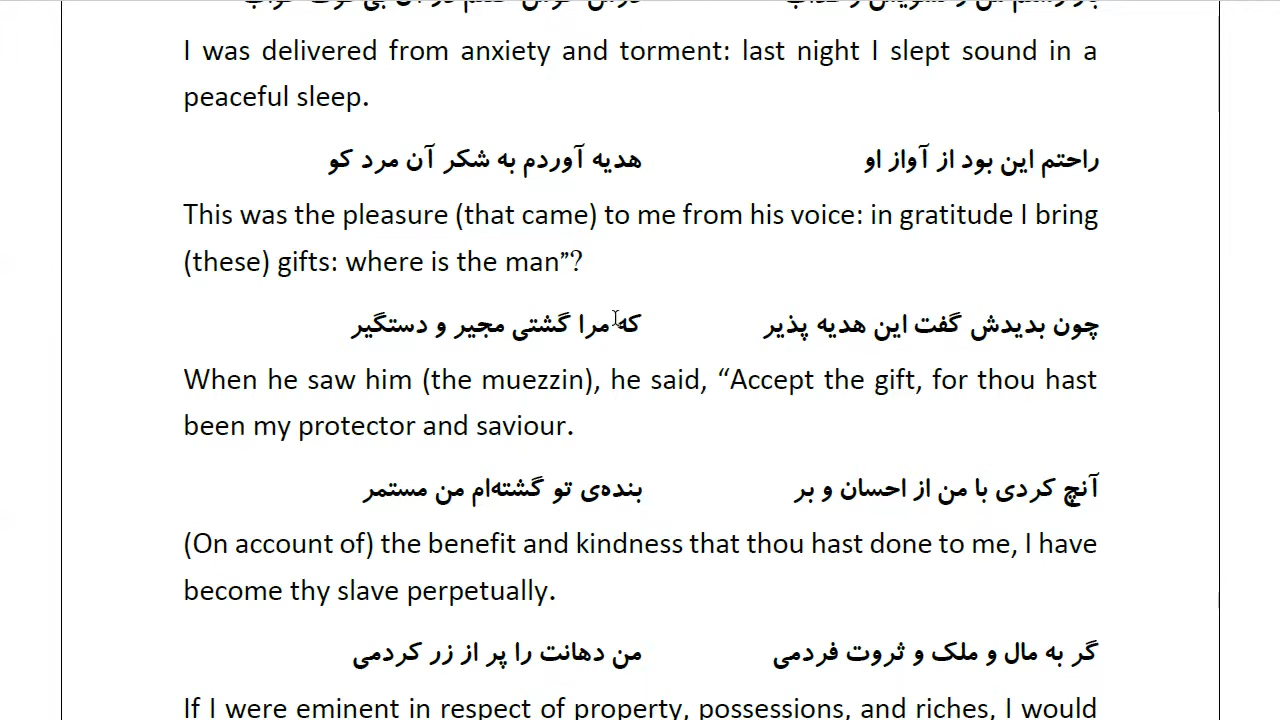 I was delivered from anxiety and torment: last night I slept sound in a
peaceful sleep.
راحتم این بود از آواز او هدیه آوردم به شکر آن مرد کو
This was the pleasure (that came) to me from his voice: in gratitude I bring
(these) gifts: where is the man”?
چون بدیدش گفت این هدیه پذیر که مرا گشتی مجیر و دستگیر
When he saw him (the muezzin), he said, “Accept the gift, for thou hast
been my protector and saviour.
آنچ کردی با من از احسان و بر بنده‌ی تو گشته‌ام من مستمر
(On account of) the benefit and kindness that thou hast done to me, I have
become thy slave perpetually.
گر به مال و ملک و ثروت فردمی من دهانت را پر از زر کردمی
If I were eminent in respect of property, possessions, and riches, I would